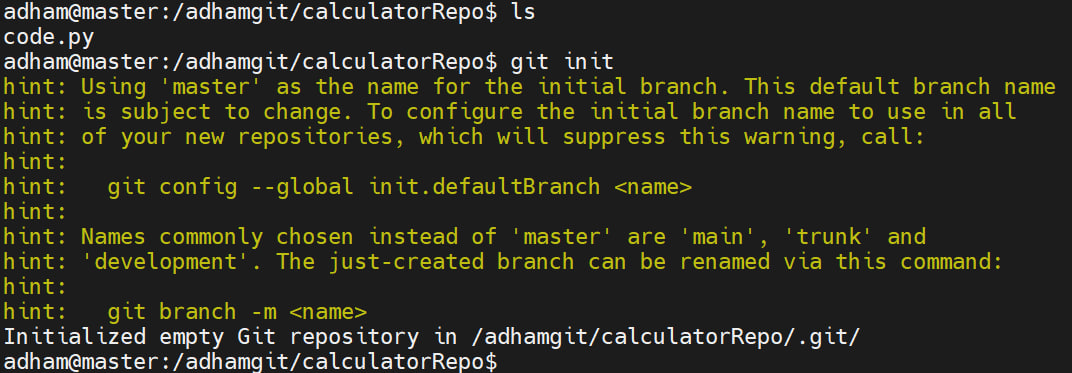 adham@master:/adhamgit/calculatorRepo$ ls
code.py
adham@master:/adhamgit/calculatorRepo$ git init
hint: Using 'master' as the name for the initial branch. This default branch name
hint: is subject to change. To configure the initial branch name to use in all
hint: of your new repositories, which will suppress this warning, call:
hint:
hint:   git config --global init.defaultBranch <name>
hint:
hint: Names commonly chosen instead of 'master' are 'main', 'trunk' and
hint: 'development'. The just-created branch can be renamed via this command:
hint:
hint:   git branch -m <name>
Initialized empty Git repository in /adhamgit/calculatorRepo/.git/
adham@master:/adhamgit/calculatorRepo$